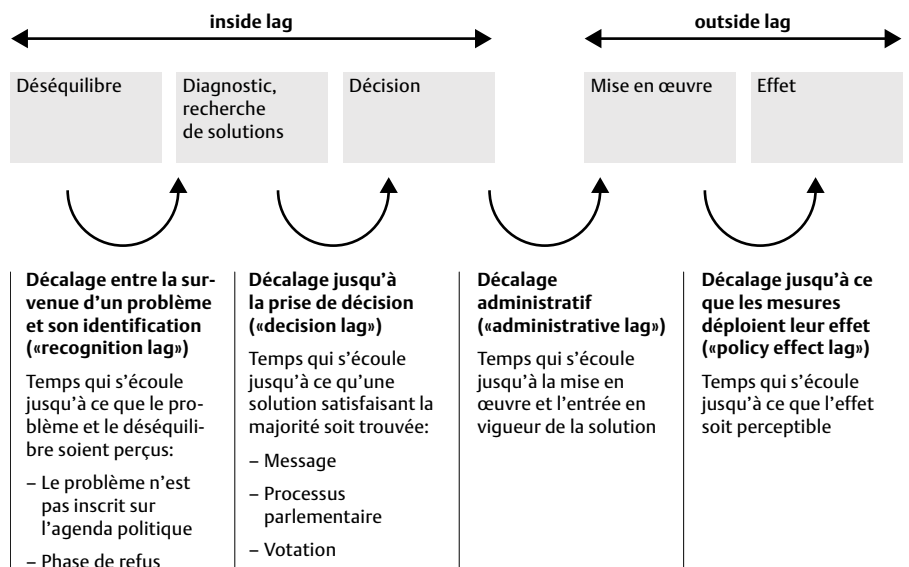 inside lag
outside lag
Déséquilibre
Diagnostic,
recherche
de solutions
Décision
Mise en œuvre
Effet
Décalage entre la sur-
venue d'un problème
et son identification
(«recognition lag»)
Temps qui s'écoule
jusqu'à ce que le pro-
blème et le déséquili-
bre soient perçus:
– Le problème n'est
pas inscrit sur
l'agenda politique
– Phase de refus
Décalage jusqu'à
la prise de décision
(«decision lag»)
Temps qui s'écoule
jusqu'à ce qu'une
solution satisfaisant la
majorité soit trouvée:
– Message
– Processus
parlementaire
– Votation
Décalage
administratif
(«administrative lag»)
Temps qui s'écoule
jusqu'à la mise en
œuvre et l'entrée en
vigueur de la solution
Décalage jusqu'à ce
que les mesures
déploient leur effet
(«policy effect lag»)
Temps qui s'écoule
jusqu'à ce que l'effet
soit perceptible